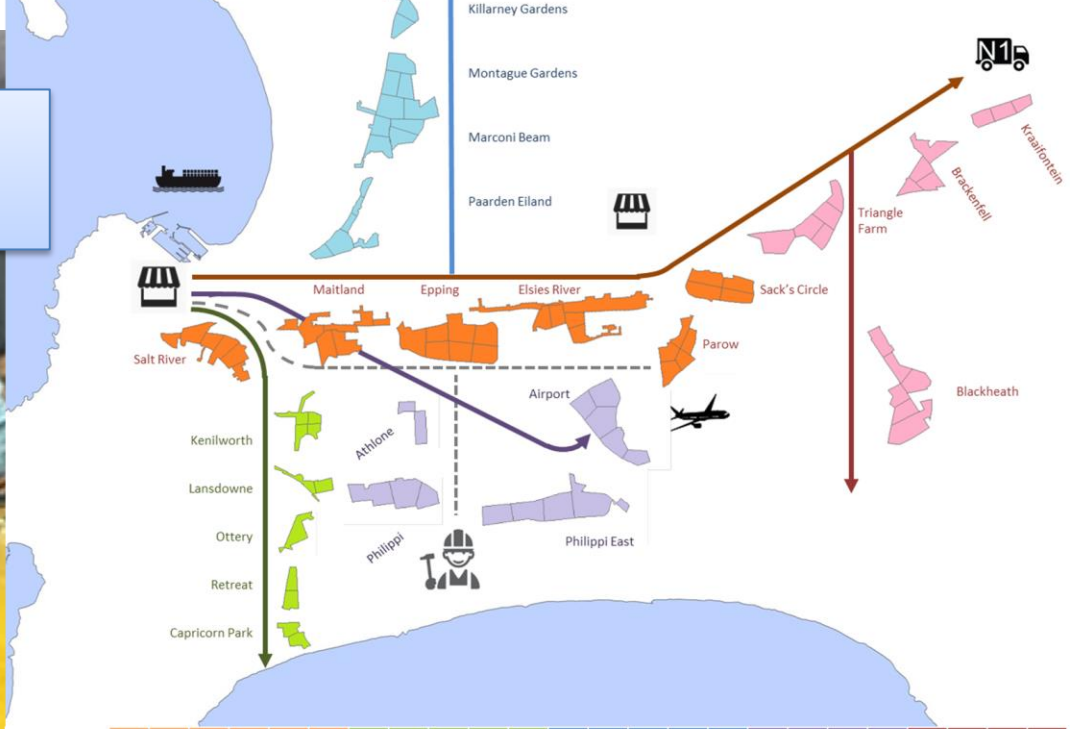 Killarney Gardens
Montague Gardens
Marconi Beam
Paarden Eiland
N1
Kraaifontein
Brackenfell
Triangle
Farm
Maitland
Epping
Elsies River
Sack's Circle
Salt River
Parow
Airport
Blackheath
Kenilworth
Athlone
Lansdowne
Ottery
Philippi
Philippi East
Retreat
Capricorn Park